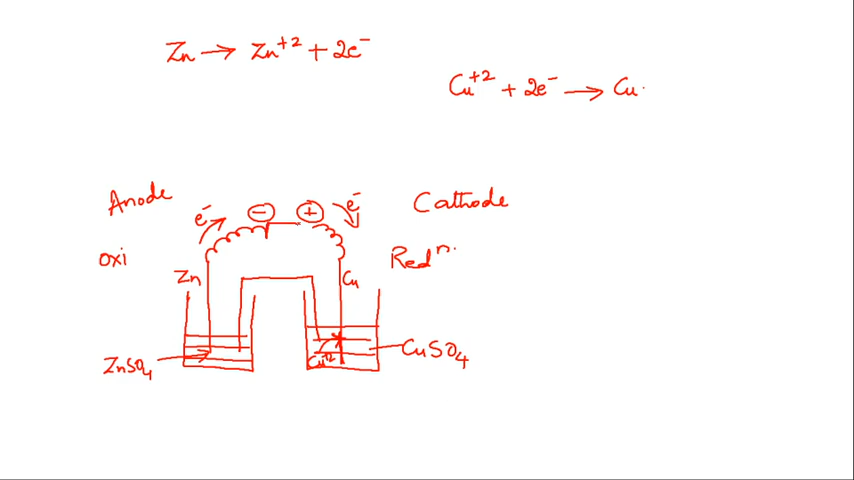 Zn → Zn+2 + 2e-
Cu+2 + 2e- → Cu.
Anode
Cathode
e- - + e-
oxi
Redn.
Zn
Cu
ZnSO4
Cu+2
CuSO4